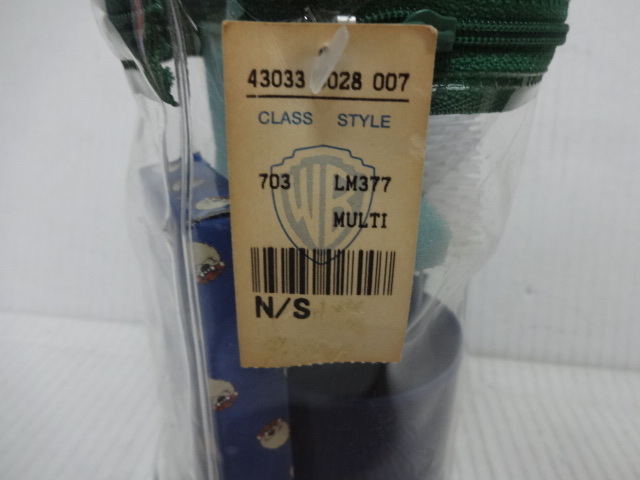 43033 028 007
CLASS STYLE
703 LM377
WB
MULTI
N/S